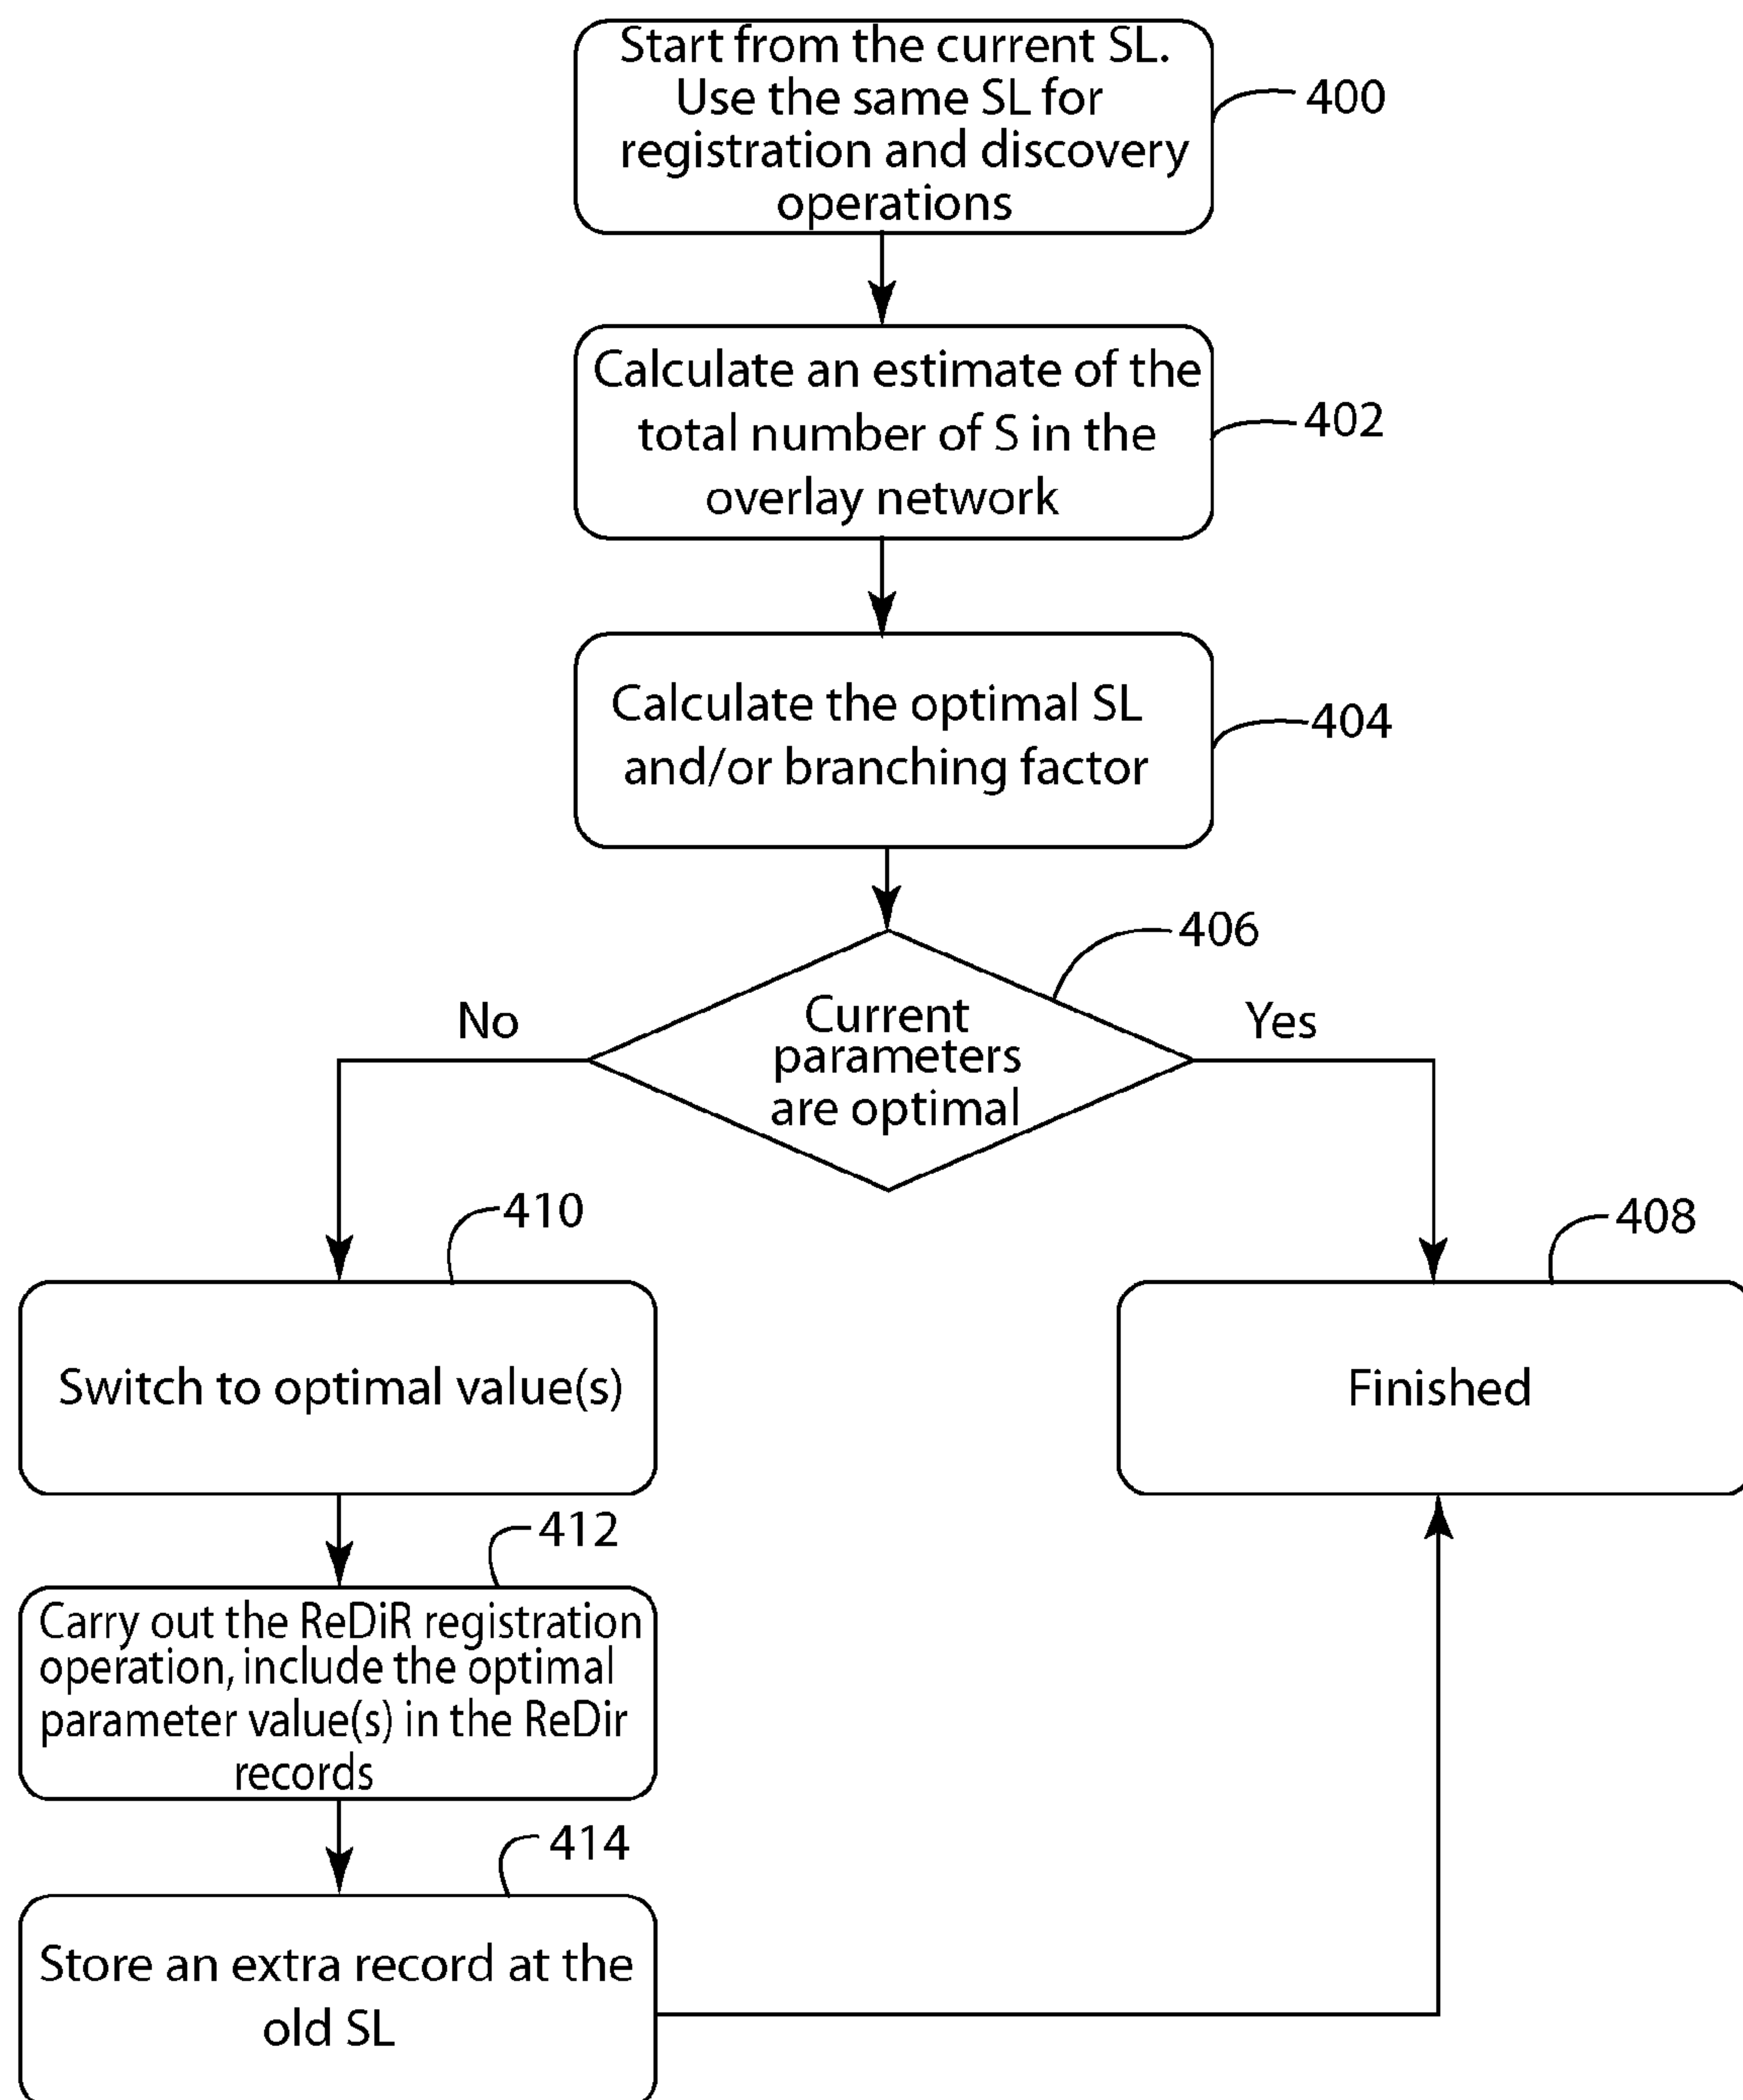 Start from the current SL.
Use the same SL for
registration and discovery
operations
400
Calculate an estimate of the
total number of S in the
overlay network
402
Calculate the optimal SL
and/or branching factor
404
406
Current
parameters
are optimal
No
Yes
410
408
Switch to optimal value(s)
Finished
412
Carry out the ReDiR registration
operation, include the optimal
parameter value(s) in the ReDir
records
414
Store an extra record at the
old SL